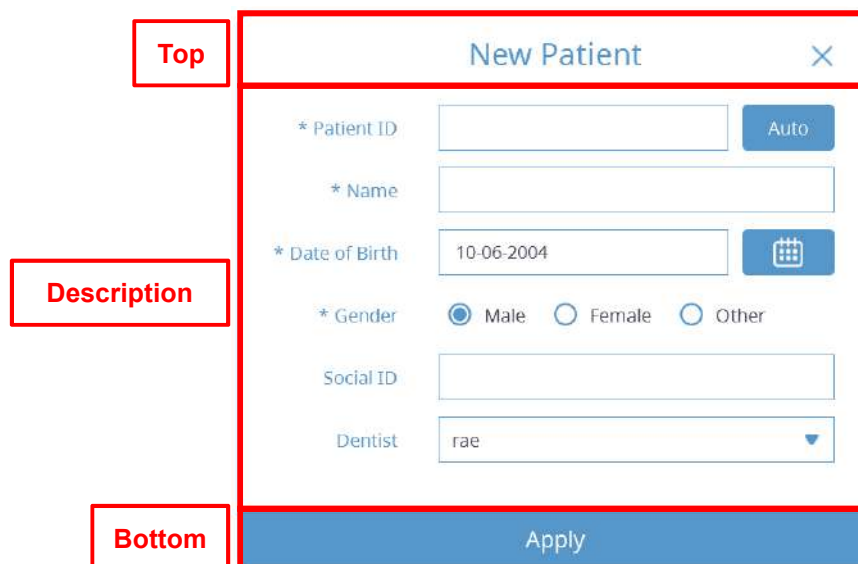 Top
New Patient
* Patient ID
Auto
* Name
* Date of Birth
10-06-2004
Description
* Gender
Male
Female
Other
Social ID
Dentist
rae
Bottom
Apply